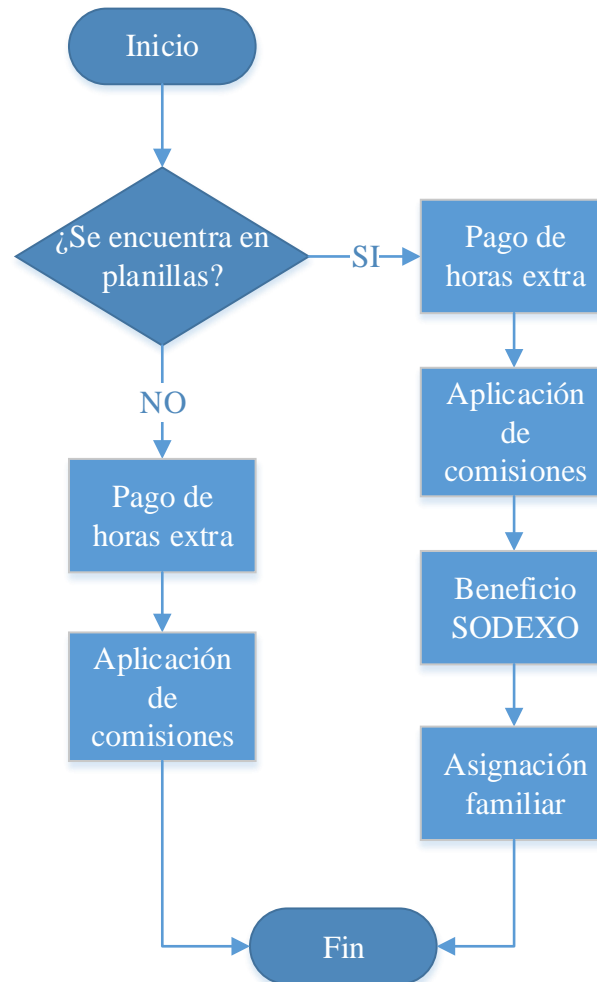 Inicio
¿Se encuentra en
planillas?
SI
Pago de
horas extra
Aplicación
de
comisiones
Beneficio
SODEXO
Asignación
familiar
NO
Pago de
horas extra
Aplicación
de
comisiones
Fin